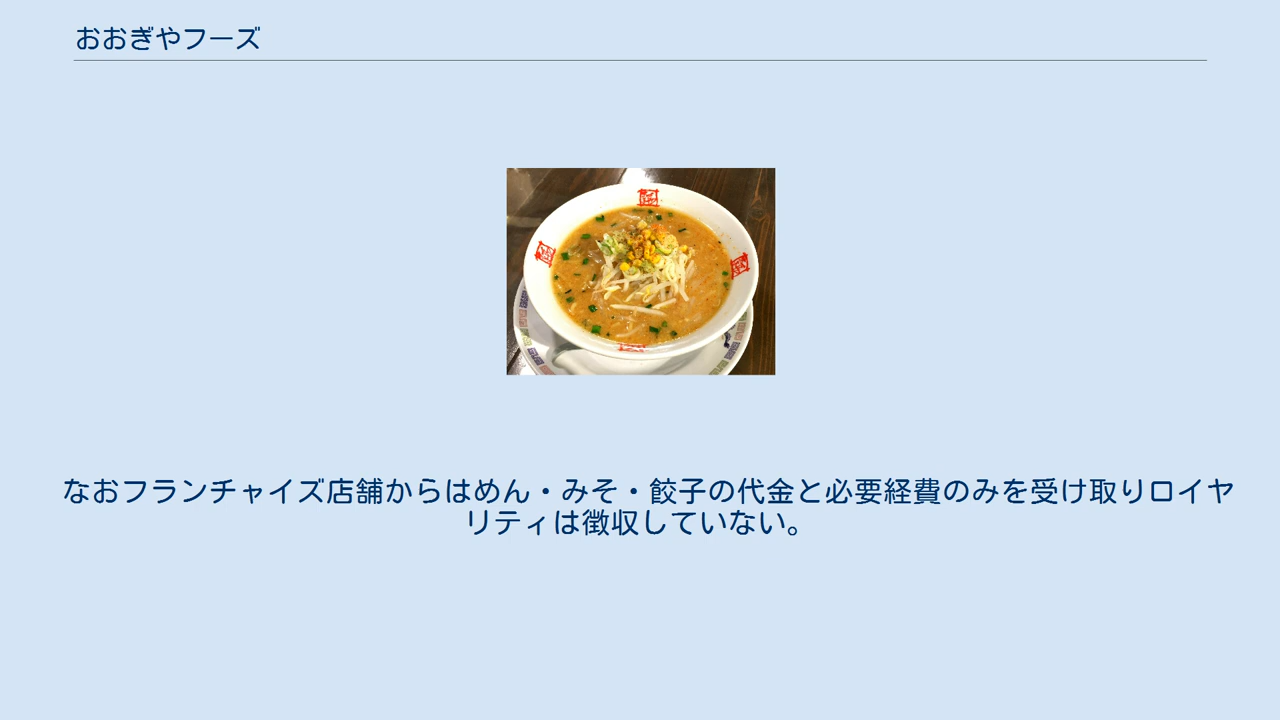 おおぎやフーズ
なおフランチャイズ店舗からはめん・みそ・餃子の代金と必要経費のみを受け取りロイヤ
リティは徴収していない。